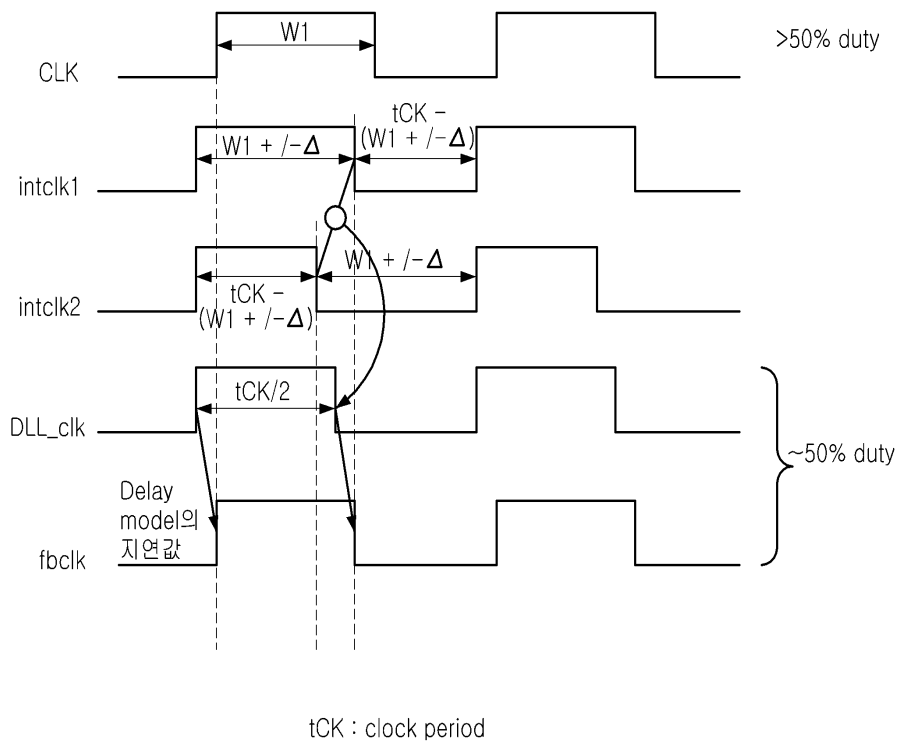 W1
>50% duty
CLK
tCK -
(W1 + /-Δ)
W1 + /-Δ
intclk1
W1 + /-Δ
tCK -
(W1 + /-Δ)
intclk2
tCK/2
DLL_clk
~50% duty
Delay
model의
지연값
fbclk
tCK : clock period